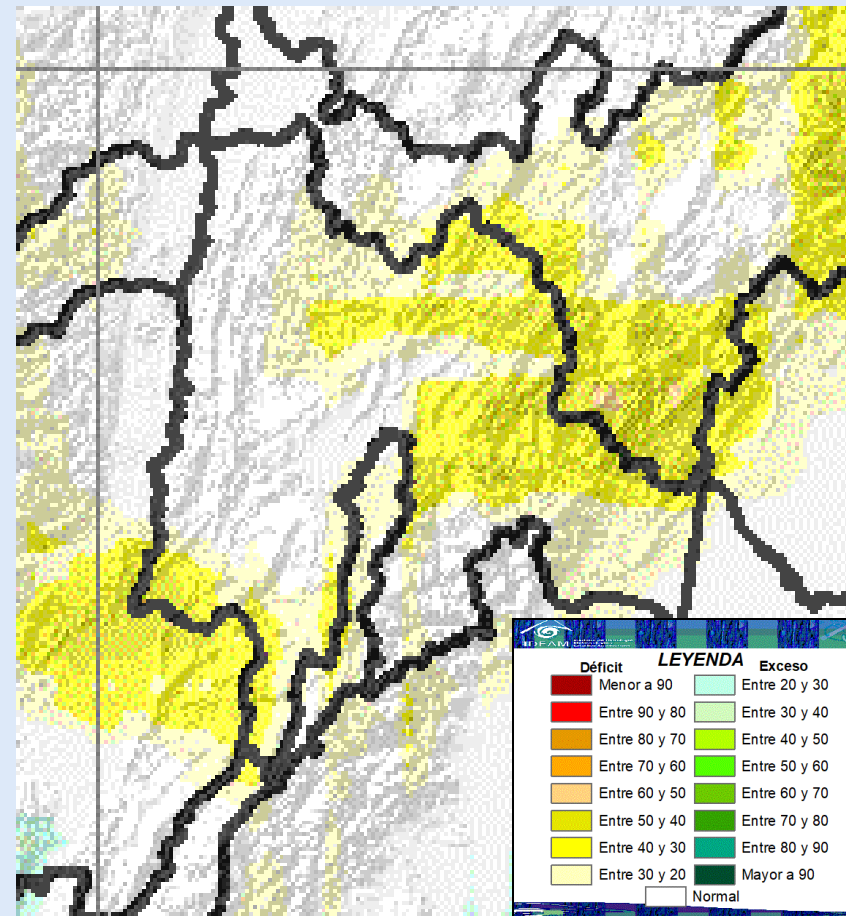 IDEAM
LEYENDA
Déficit Exceso
Menor a 90 Entre 20 y 30
Entre 90 y 80 Entre 30 y 40
Entre 80 y 70 Entre 40 y 50
Entre 70 y 60 Entre 50 y 60
Entre 60 y 50 Entre 60 y 70
Entre 50 y 40 Entre 70 y 80
Entre 40 y 30 Entre 80 y 90
Entre 30 y 20 Mayor a 90
Normal